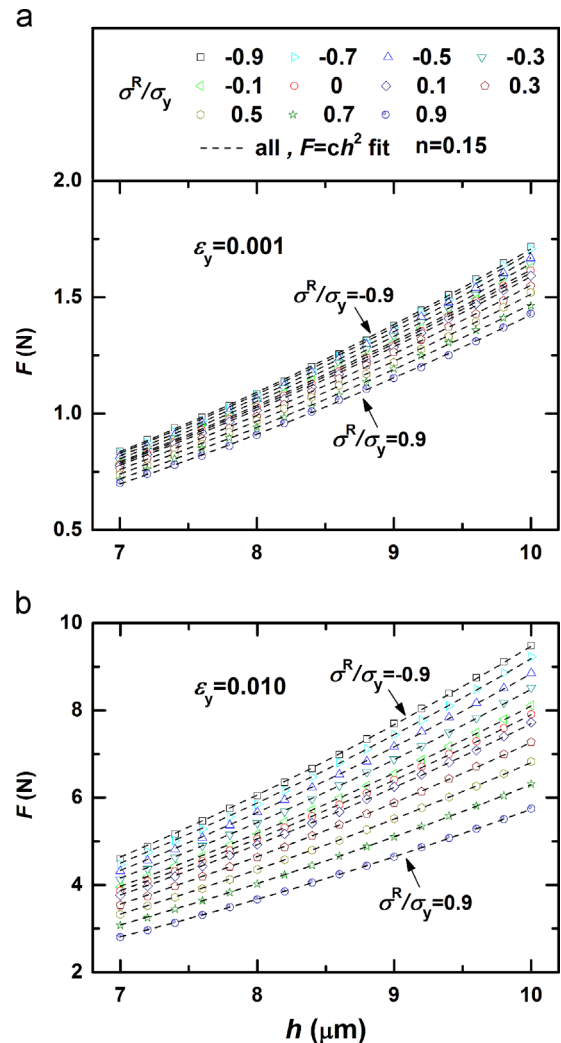 a
-0.9 -0.7 -0.5 -0.3
σᴿ/σy -0.1 0 0.1 0.3
0.5 0.7 0.9
all , F=ch² fit n=0.15
2.0
εy=0.001
1.5
σᴿ/σy=-0.9
F (N)
1.0
σᴿ/σy=0.9
0.5
7 8 9 10
b
10
σᴿ/σy=-0.9
εy=0.010
8
F (N)
6
4
σᴿ/σy=0.9
2
7 8 9 10
h (μm)